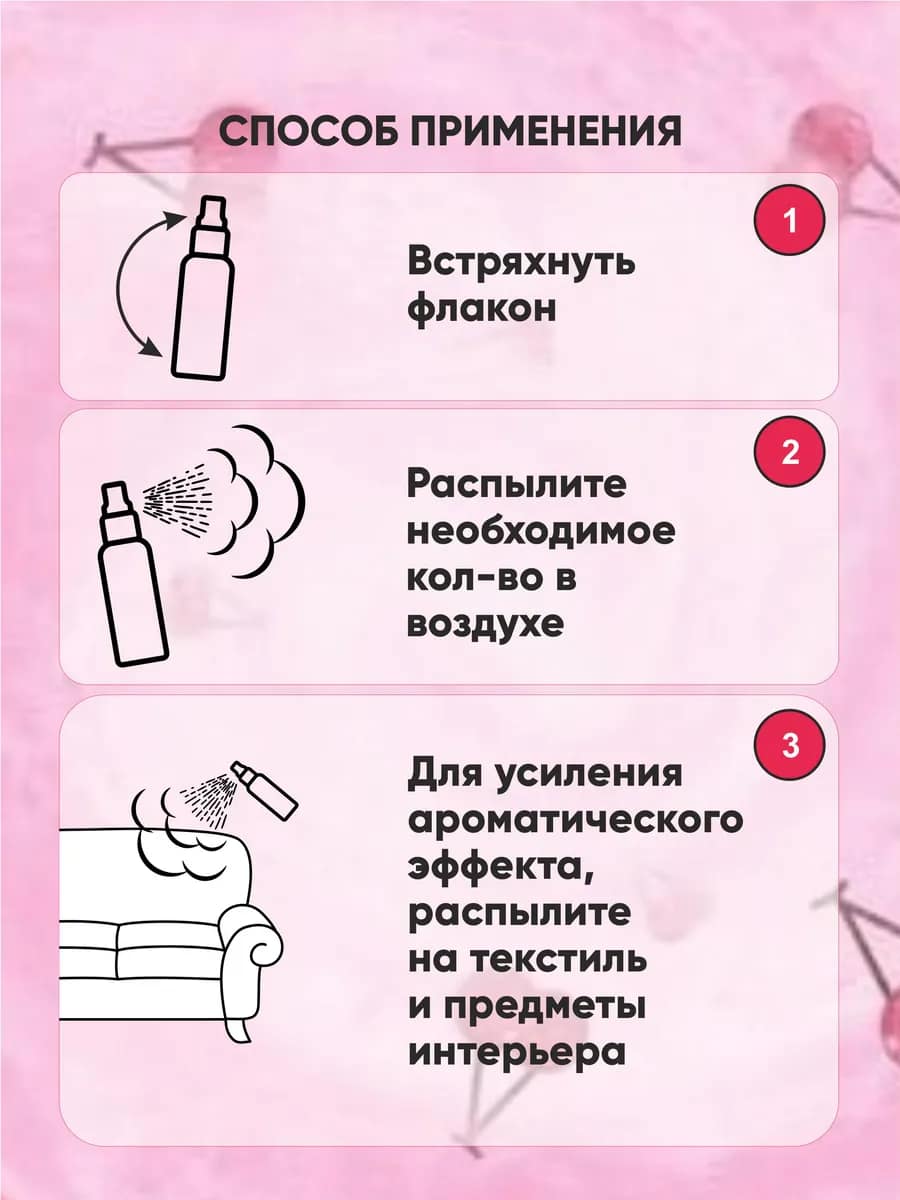 СПОСОБ ПРИМЕНЕНИЯ
1
Встряхнуть
флакон
2
Распылите
необходимое
кол-во в
воздухе
3
Для усиления
ароматического
эффекта,
распылите
на текстиль
и предметы
интерьера